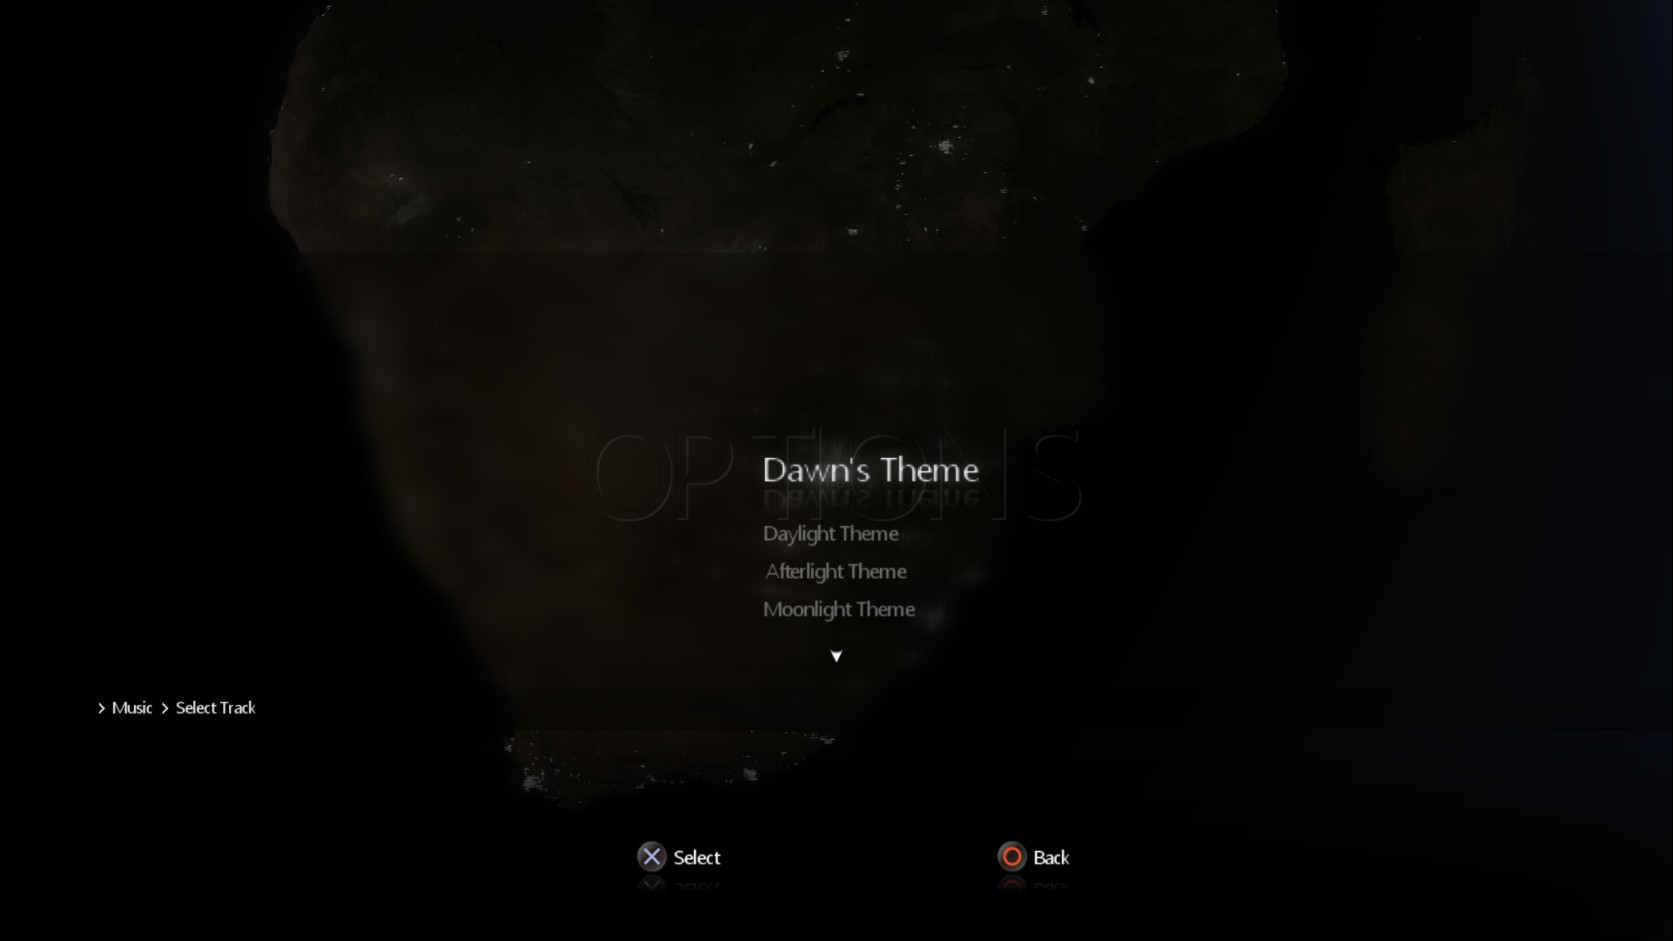 OPTIONS
Dawn's Theme
Daylight Theme
Afterlight Theme
Moonlight Theme
> Music > Select Track
Select
Back